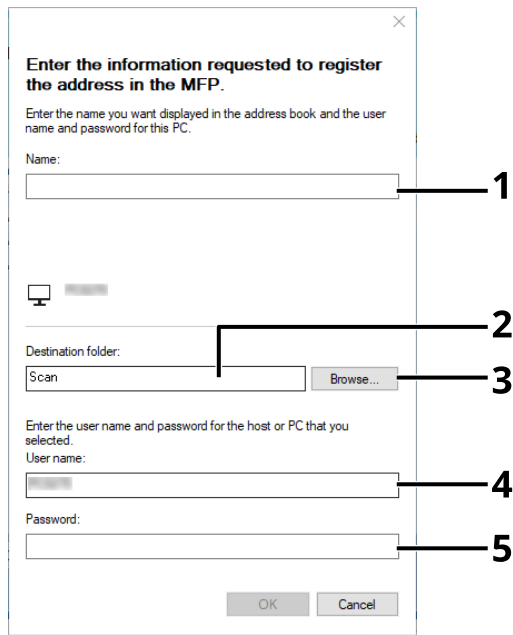 Enter the information requested to register
the address in the MFP.
Enter the name you want displayed in the address book and the user
name and password for this PC.
Name:
1
2
Destination folder:
Scan
Browse...
3
Enter the user name and password for the host or PC that you
selected.
User name:
4
Password:
5
OK
Cancel